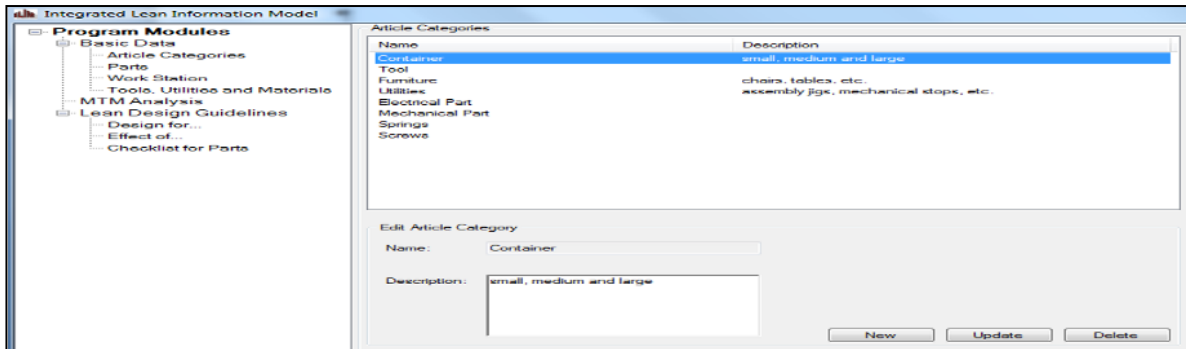 Integrated Lean Information Model
Program Modules
Basic Data
Article Categories
Parts
Work Station
Tools, Utilities and Materials
MTM Analysis
Lean Design Guidelines
Design for...
Effect of...
Checklist for Parts
Article Categories
Name Description
Container small, medium and large
Tool
Furniture chairs, tables, etc.
Utilities assembly jigs, mechanical stops, etc.
Electrical Part
Mechanical Part
Springs
Screws
Edit Article Category
Name: Container
Description: small, medium and large
New Update Delete